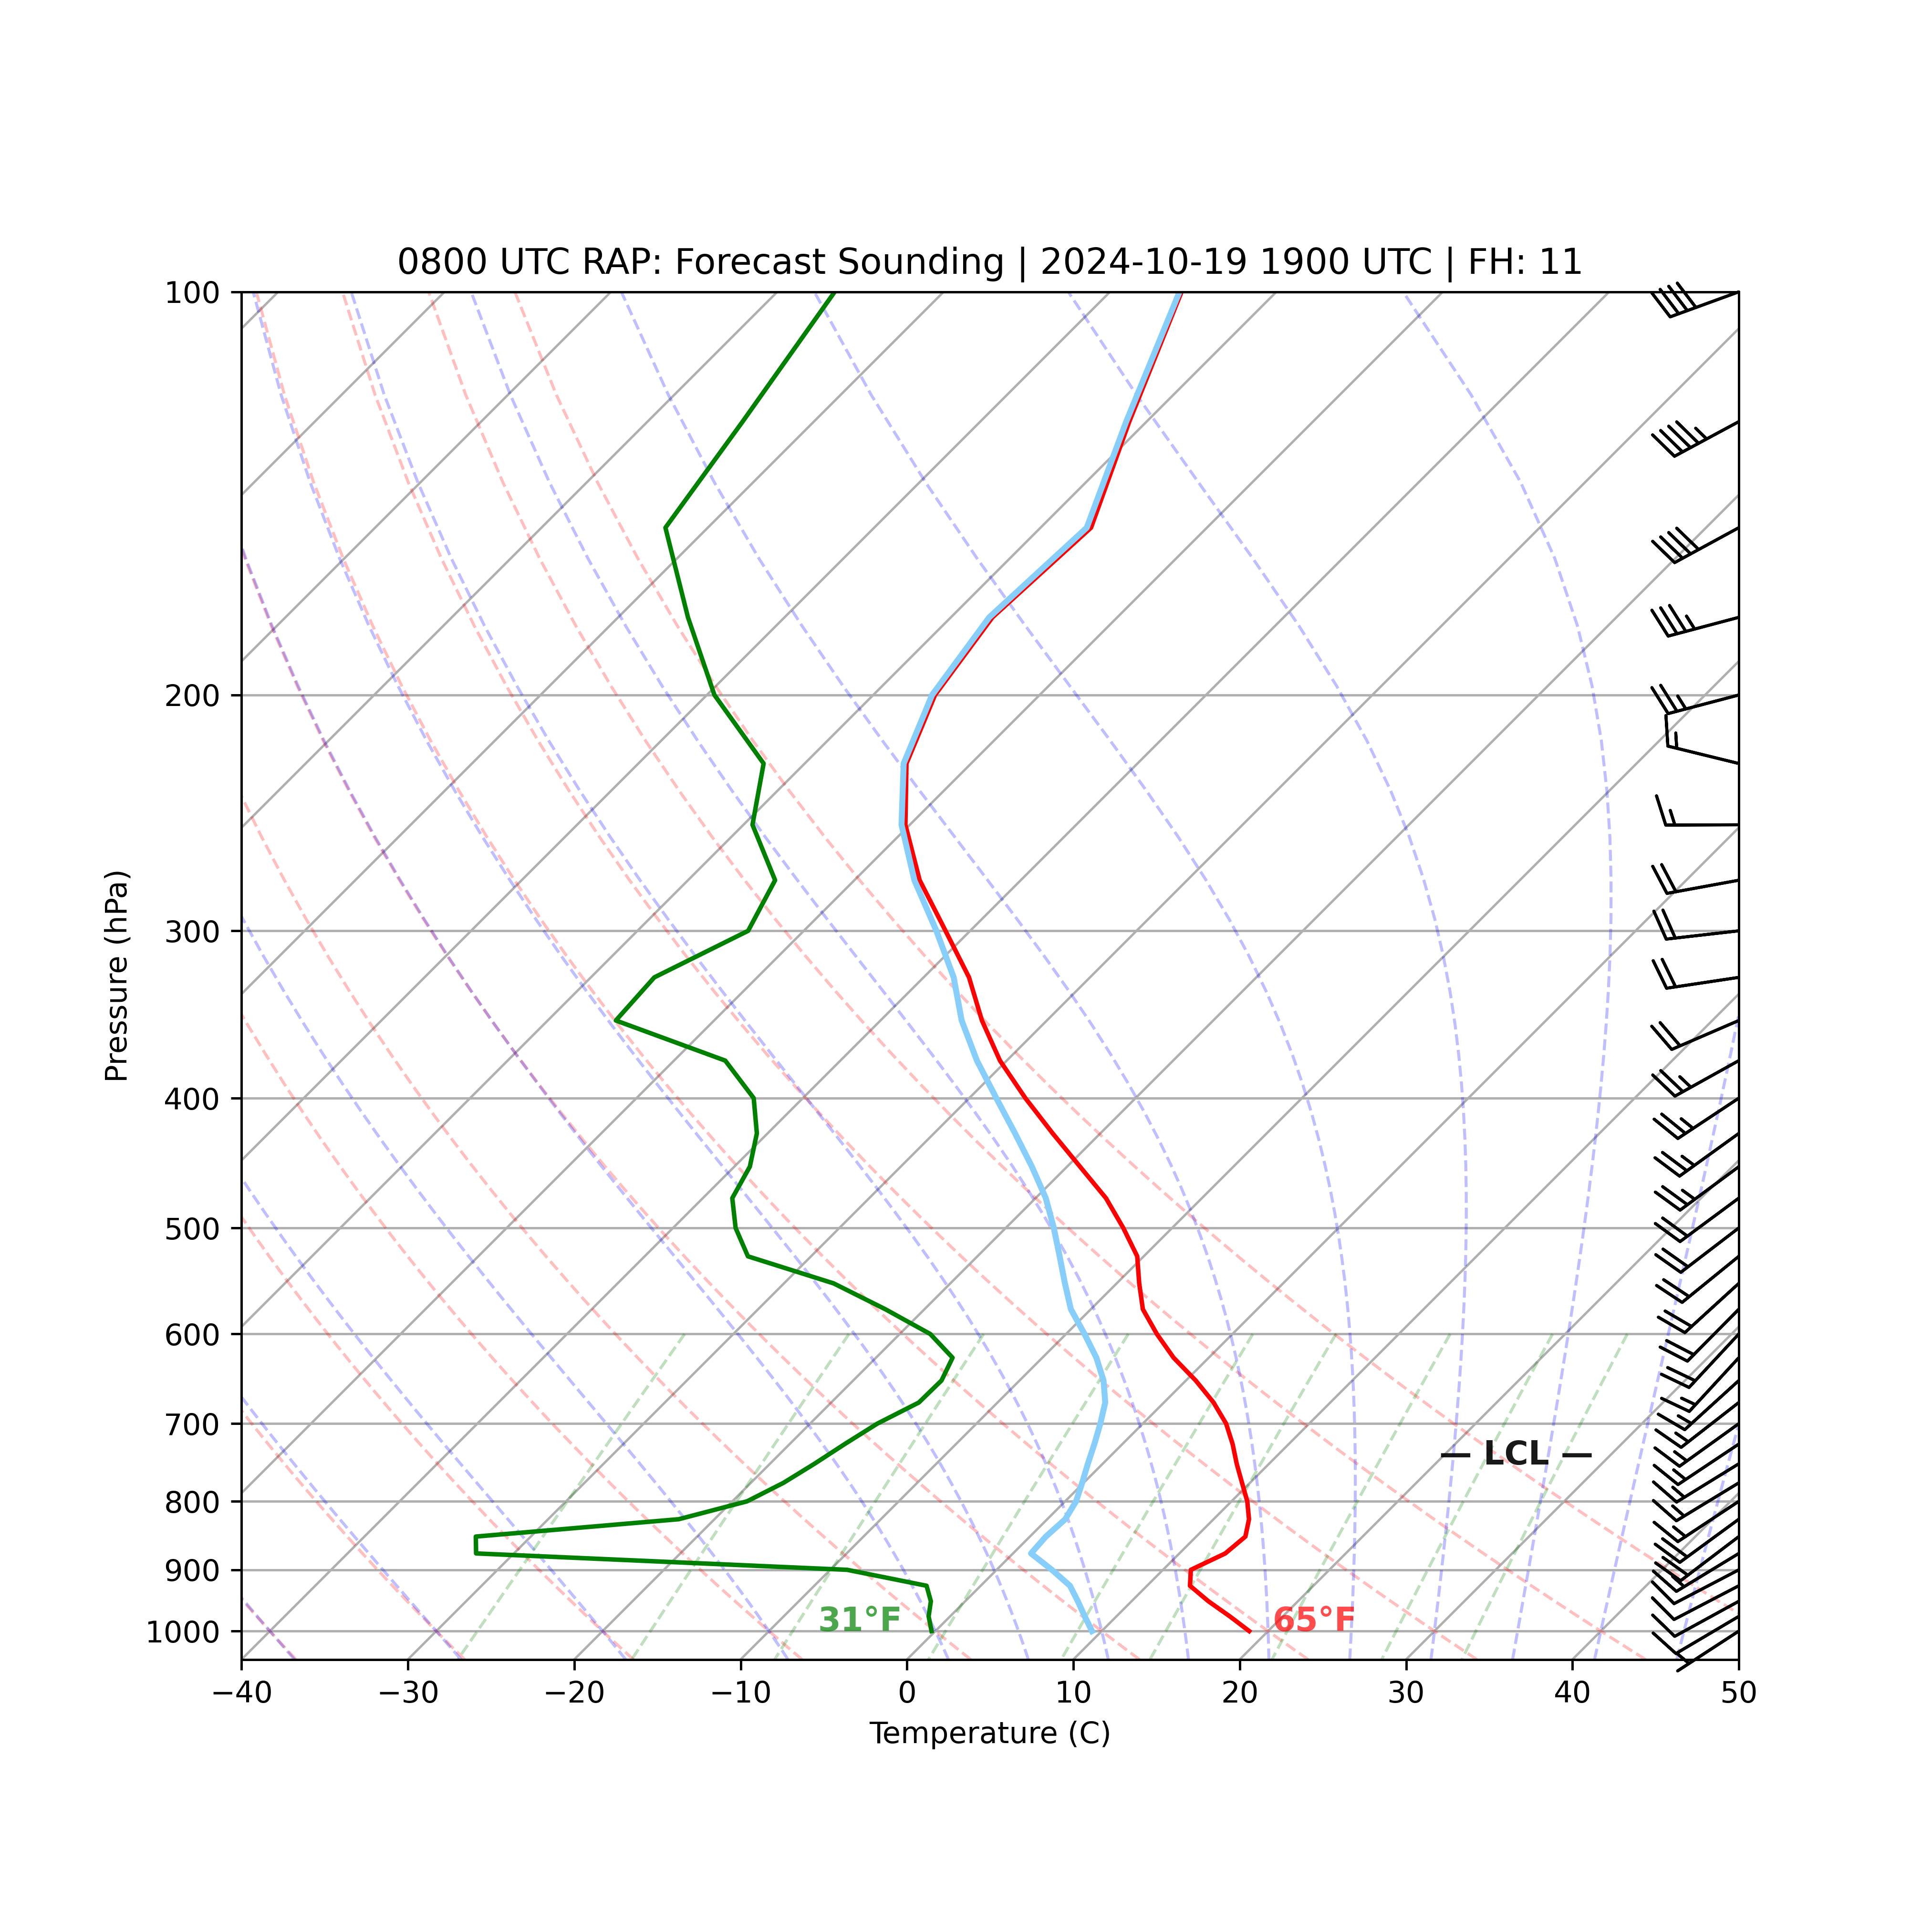 0800 UTC RAP: Forecast Sounding | 2024-10-19 1900 UTC | FH: 11
100
200
300
400
500
600
700
800
900
1000
Pressure (hPa)
— LCL —
31°F
65°F
−40 −30 −20 −10 0 10 20 30 40 50
Temperature (C)